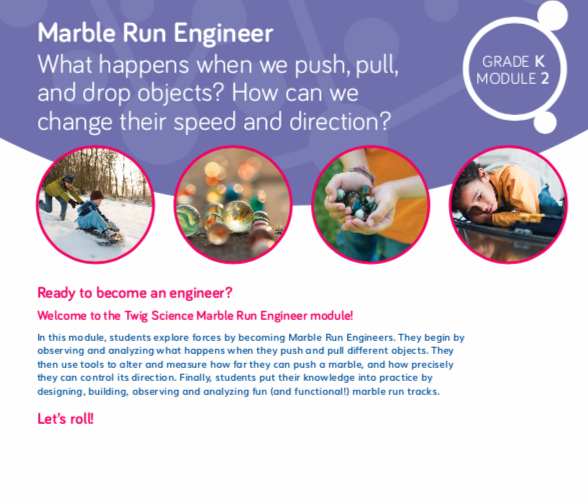 Marble Run Engineer
What happens when we push, pull,
and drop objects? How can we
change their speed and direction?
GRADE K
MODULE 2
Ready to become an engineer?
Welcome to the Twig Science Marble Run Engineer module!
In this module, students explore forces by becoming Marble Run Engineers. They begin by
observing and analyzing what happens when they push and pull different objects. They
then use tools to alter and measure how far they can push a marble, and how precisely
they can control its direction. Finally, students put their knowledge into practice by
designing, building, observing and analyzing fun (and functional!) marble run tracks.
Let's roll!